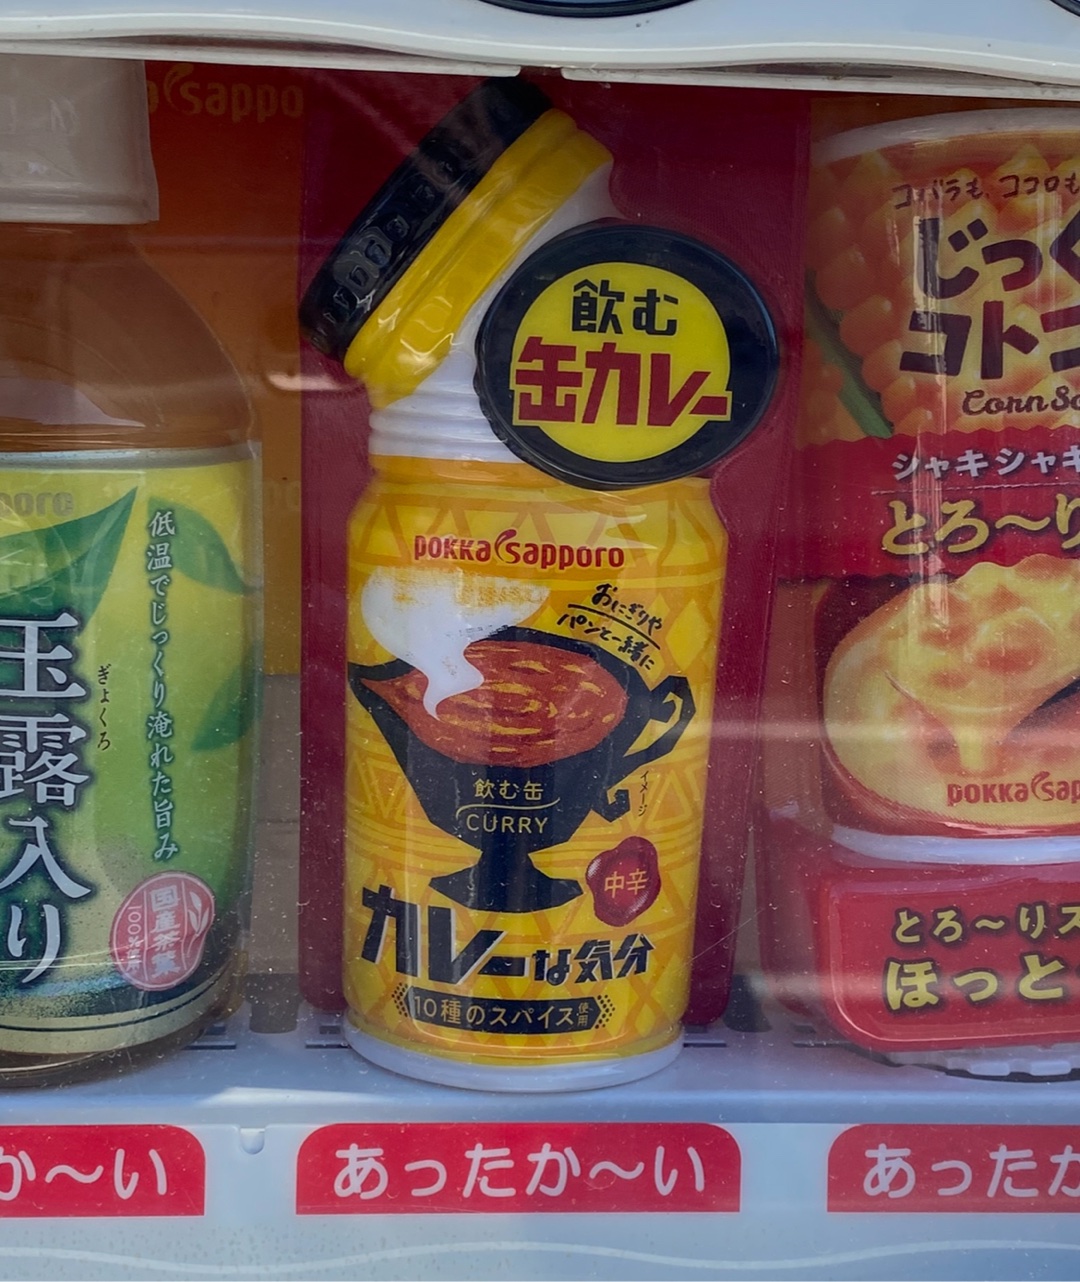 sappo
飲む
缶カレー
pokka sapporo
おにぎりや
パンと一緒に
飲む缶
CURRY
イメージ
中辛
カレーな気分
10種のスパイス使用
低温でじっくり淹れた旨み
玉露入り
ぎょくろ
国産茶葉
100%使用
コバラも、ココロも
じっく
コトコ
Corn So
シャキシャキ
とろ～り
pokka sap
とろ～りス
ほっと
か～い
あったか～い
あったか